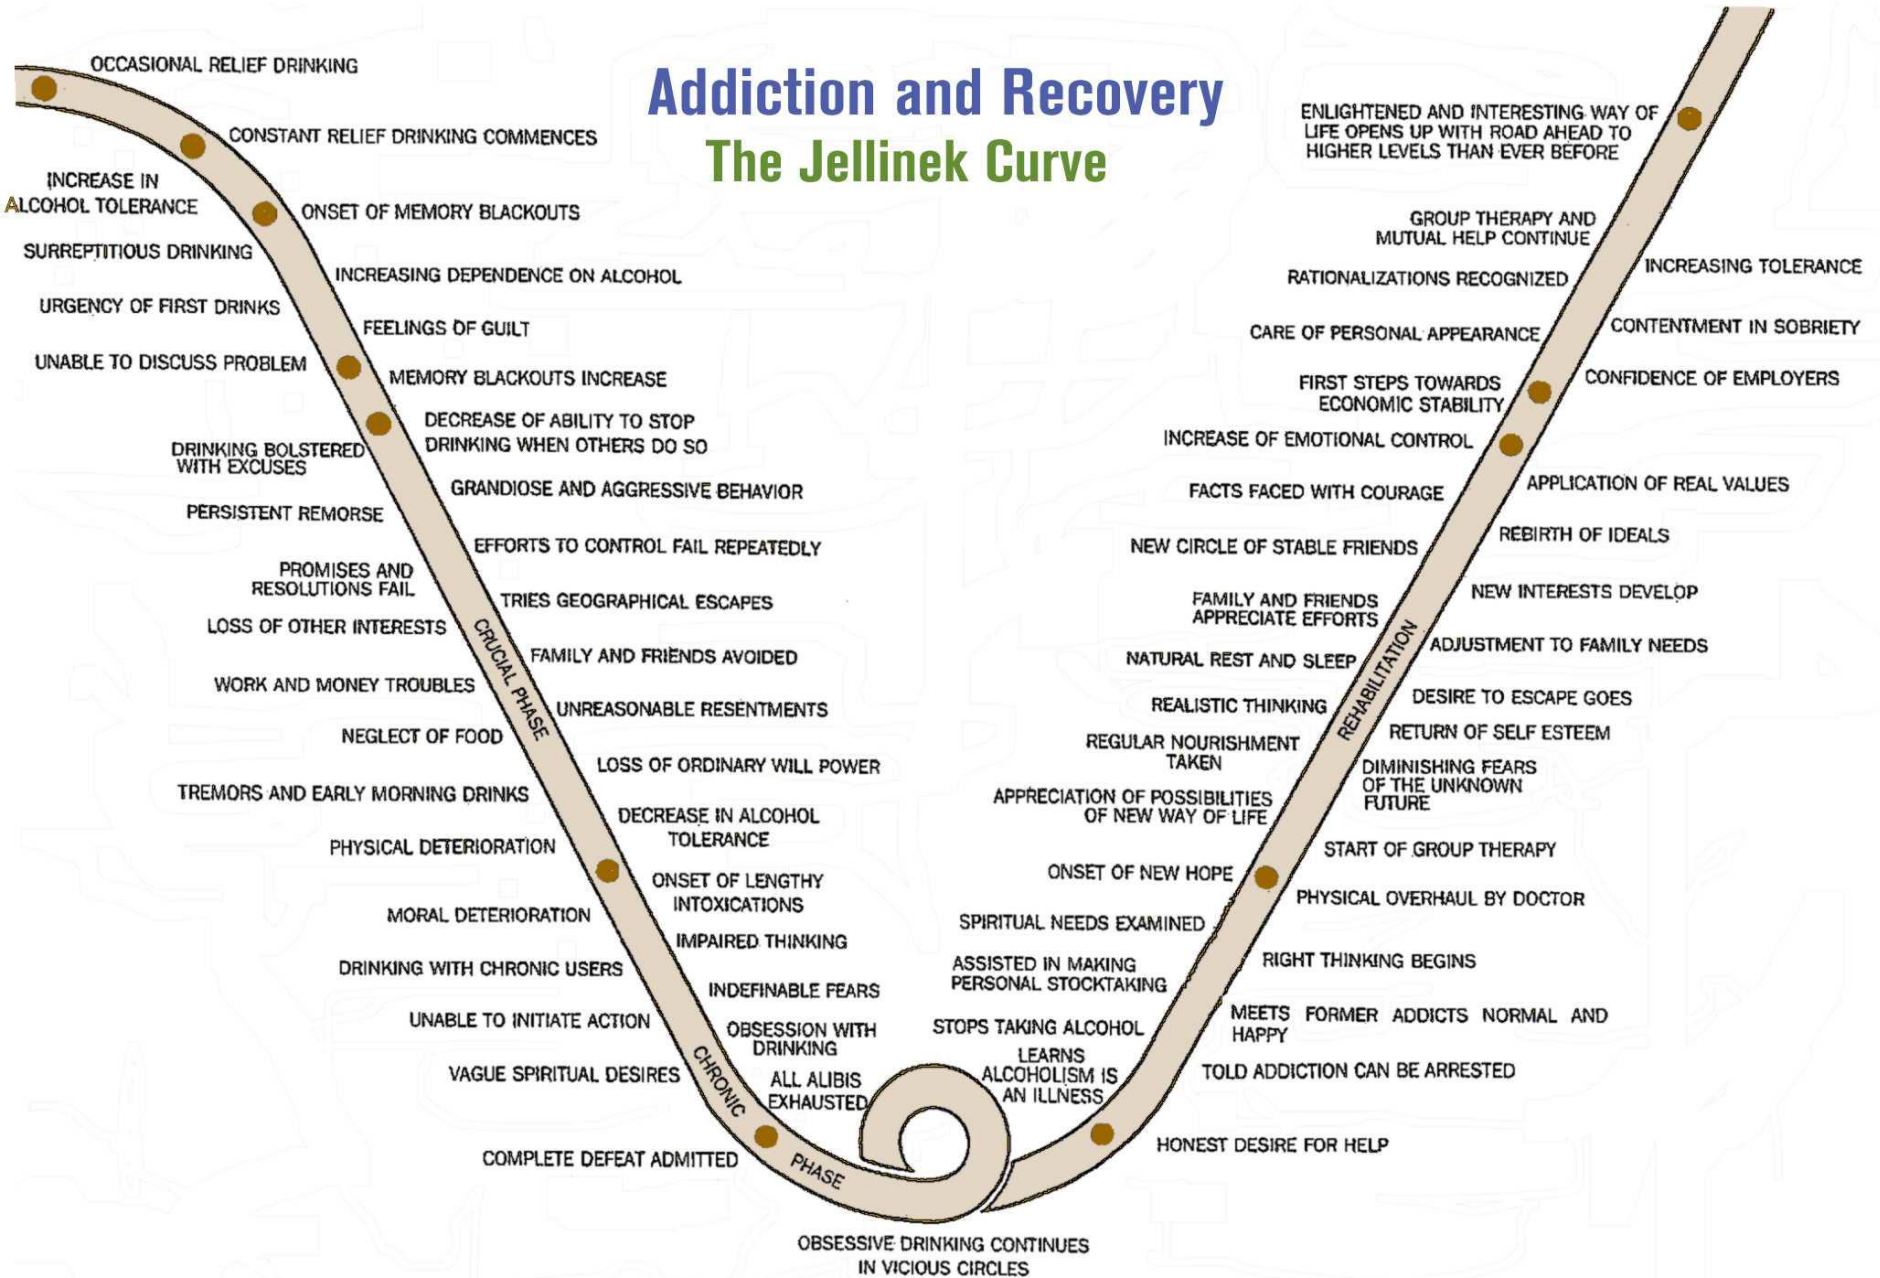 Addiction and Recovery
The Jellinek Curve
OCCASIONAL RELIEF DRINKING
CONSTANT RELIEF DRINKING COMMENCES
INCREASE IN
ALCOHOL TOLERANCE
ONSET OF MEMORY BLACKOUTS
SURREPTITIOUS DRINKING
INCREASING DEPENDENCE ON ALCOHOL
URGENCY OF FIRST DRINKS
FEELINGS OF GUILT
UNABLE TO DISCUSS PROBLEM
MEMORY BLACKOUTS INCREASE
DECREASE OF ABILITY TO STOP
DRINKING WHEN OTHERS DO SO
DRINKING BOLSTERED
WITH EXCUSES
GRANDIOSE AND AGGRESSIVE BEHAVIOR
PERSISTENT REMORSE
EFFORTS TO CONTROL FAIL REPEATEDLY
PROMISES AND
RESOLUTIONS FAIL
TRIES GEOGRAPHICAL ESCAPES
LOSS OF OTHER INTERESTS
CRUCIAL PHASE
FAMILY AND FRIENDS AVOIDED
WORK AND MONEY TROUBLES
UNREASONABLE RESENTMENTS
NEGLECT OF FOOD
LOSS OF ORDINARY WILL POWER
TREMORS AND EARLY MORNING DRINKS
DECREASE IN ALCOHOL
TOLERANCE
PHYSICAL DETERIORATION
ONSET OF LENGTHY
INTOXICATIONS
MORAL DETERIORATION
IMPAIRED THINKING
DRINKING WITH CHRONIC USERS
INDEFINABLE FEARS
UNABLE TO INITIATE ACTION
OBSESSION WITH
DRINKING
VAGUE SPIRITUAL DESIRES
CHRONIC
ALL ALIBIS
EXHAUSTED
COMPLETE DEFEAT ADMITTED
PHASE
OBSESSIVE DRINKING CONTINUES
IN VICIOUS CIRCLES
ENLIGHTENED AND INTERESTING WAY OF
LIFE OPENS UP WITH ROAD AHEAD TO
HIGHER LEVELS THAN EVER BEFORE
GROUP THERAPY AND
MUTUAL HELP CONTINUE
INCREASING TOLERANCE
RATIONALIZATIONS RECOGNIZED
CONTENTMENT IN SOBRIETY
CARE OF PERSONAL APPEARANCE
CONFIDENCE OF EMPLOYERS
FIRST STEPS TOWARDS
ECONOMIC STABILITY
INCREASE OF EMOTIONAL CONTROL
APPLICATION OF REAL VALUES
FACTS FACED WITH COURAGE
REBIRTH OF IDEALS
NEW CIRCLE OF STABLE FRIENDS
NEW INTERESTS DEVELOP
FAMILY AND FRIENDS
APPRECIATE EFFORTS
ADJUSTMENT TO FAMILY NEEDS
NATURAL REST AND SLEEP
REHABILITATION
DESIRE TO ESCAPE GOES
REALISTIC THINKING
RETURN OF SELF ESTEEM
REGULAR NOURISHMENT
TAKEN
DIMINISHING FEARS
OF THE UNKNOWN
FUTURE
APPRECIATION OF POSSIBILITIES
OF NEW WAY OF LIFE
START OF GROUP THERAPY
ONSET OF NEW HOPE
PHYSICAL OVERHAUL BY DOCTOR
SPIRITUAL NEEDS EXAMINED
RIGHT THINKING BEGINS
ASSISTED IN MAKING
PERSONAL STOCKTAKING
MEETS FORMER ADDICTS NORMAL AND
HAPPY
STOPS TAKING ALCOHOL
LEARNS
ALCOHOLISM IS
AN ILLNESS
TOLD ADDICTION CAN BE ARRESTED
HONEST DESIRE FOR HELP